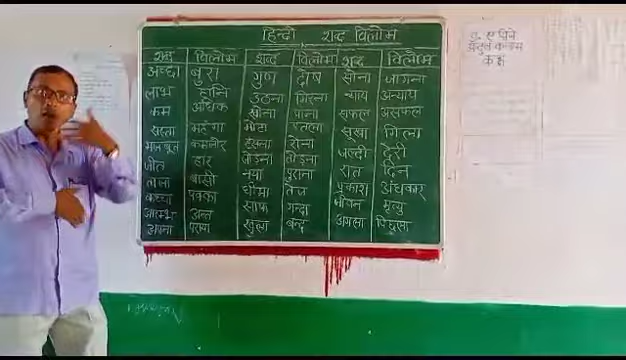 हिन्दी शब्द विलोम
शब्द विलोम शब्द विलोम शब्द विलोम
अच्छा बुरा गुण दोष सोना जागना
लाभ हानि उठना गिरना न्याय अन्याय
कम अधिक खोना पाना सफल असफल
सस्ता महँगा मोटा पतला सूखा गिला
मजबूत कमजोर हसना रोना जल्दी देरी
जीत हार जोड़ना तोड़ना रात दिन
ताजा बासी नया पुराना प्रकाश अंधकार
कच्चा पक्का धीमा तेज जीवन मृत्यु
आरम्भ अन्त साफ गन्दा अगला पिछला
अपना पराया खुला बन्द